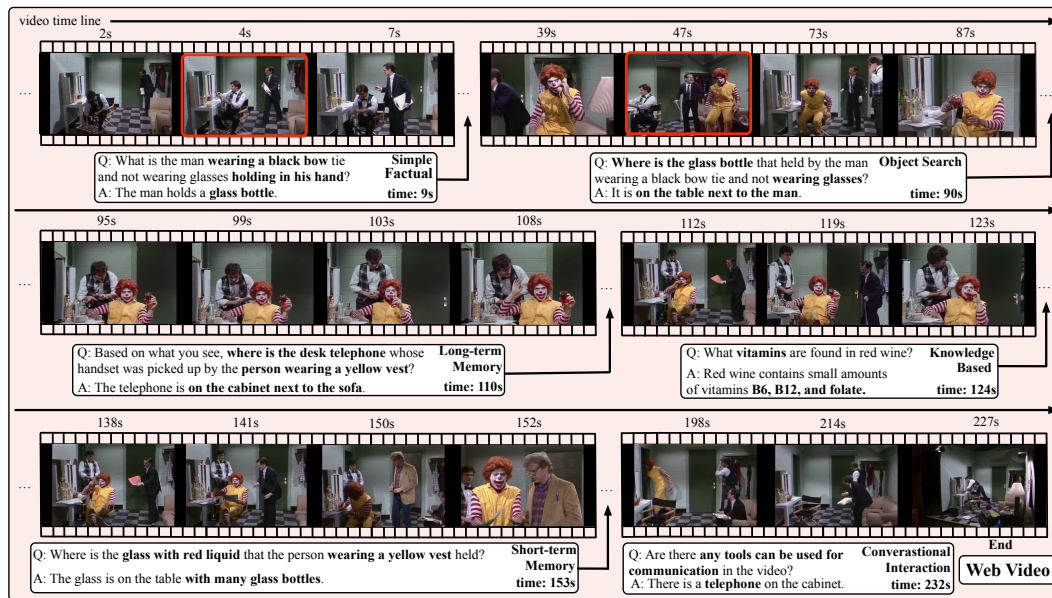 video time line
2s 4s 7s 39s 47s 73s 87s
... ... ...
Q: What is the man wearing a black bow tie
and not wearing glasses holding in his hand?
A: The man holds a glass bottle.
Simple
Factual
time: 9s
Q: Where is the glass bottle that held by the man
wearing a black bow tie and not wearing glasses?
A: It is on the table next to the man.
Object Search
time: 90s
95s 99s 103s 108s 112s 119s 123s
... ... ...
Q: Based on what you see, where is the desk telephone whose
handset was picked up by the person wearing a yellow vest?
A: The telephone is on the cabinet next to the sofa.
Long-term
Memory
time: 110s
Q: What vitamins are found in red wine?
A: Red wine contains small amounts
of vitamins B6, B12, and folate.
Knowledge
Based
time: 124s
138s 141s 150s 152s 198s 214s 227s
... ...
Q: Where is the glass with red liquid that the person wearing a yellow vest held?
A: The glass is on the table with many glass bottles.
Short-term
Memory
time: 153s
Q: Are there any tools can be used for
communication in the video?
A: There is a telephone on the cabinet.
Converastional
Interaction
time: 232s
End
Web Video